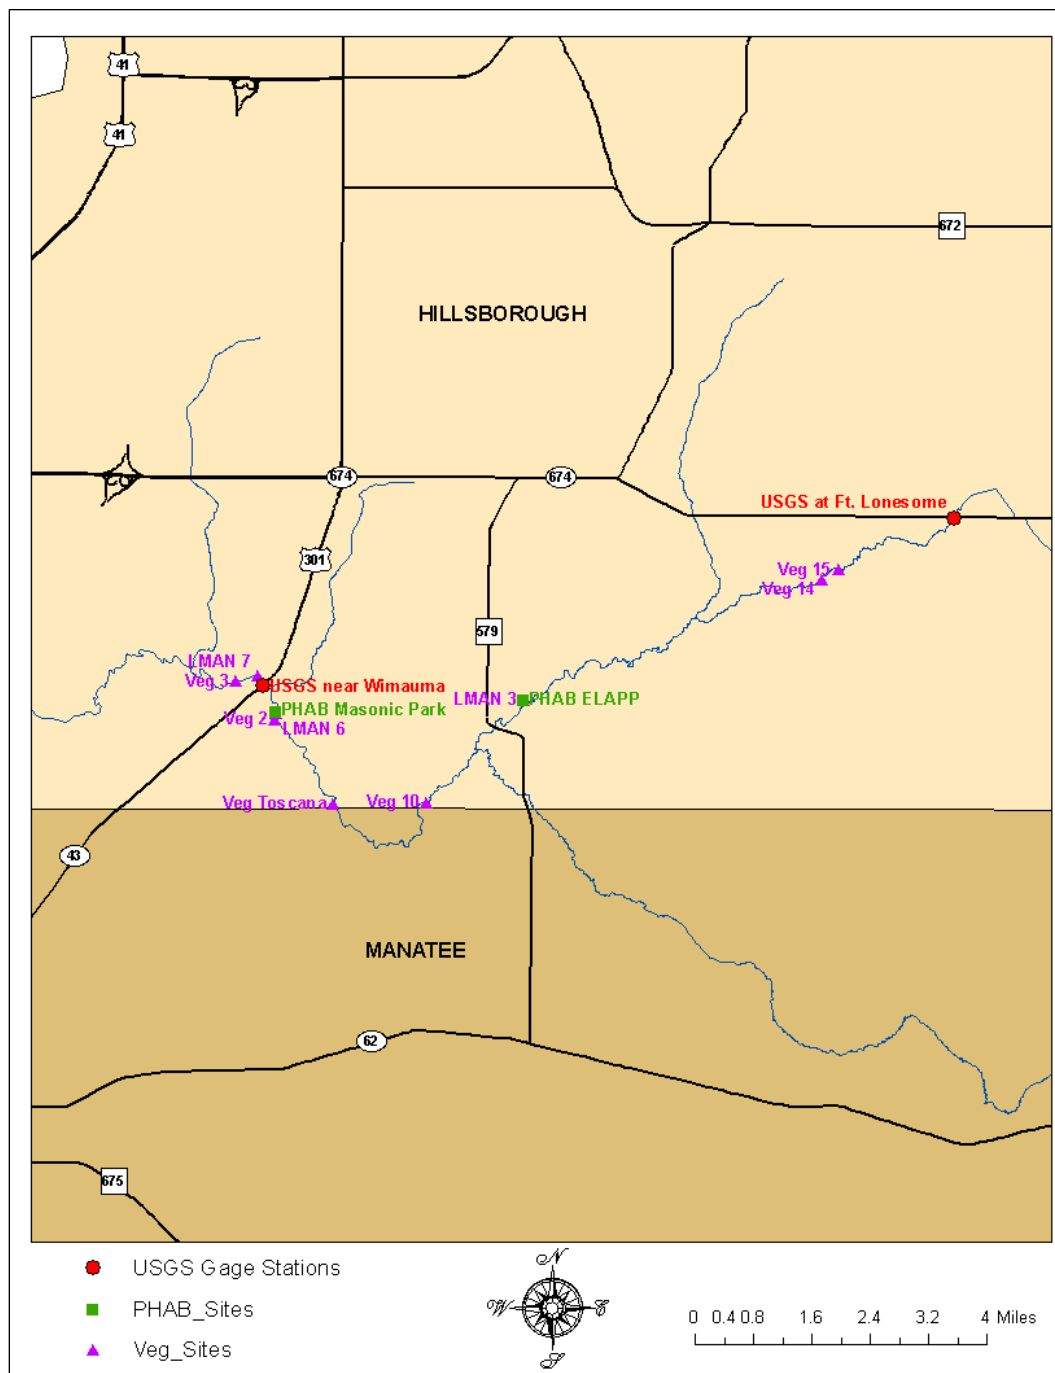 41
41
672
HILLSBOROUGH
674
674
USGS at Ft. Lonesome
301
Veg 15
Veg 14
579
LMAN 7
Veg 3
USGS near Wimauma
LMAN 3
PHAB ELAPP
PHAB Masonic Park
Veg 2
LMAN 6
Veg Toscana
Veg 10
43
MANATEE
62
675
USGS Gage Stations
PHAB_Sites
Veg_Sites
N
W
E
S
0 0.4 0.8 1.6 2.4 3.2 4 Miles